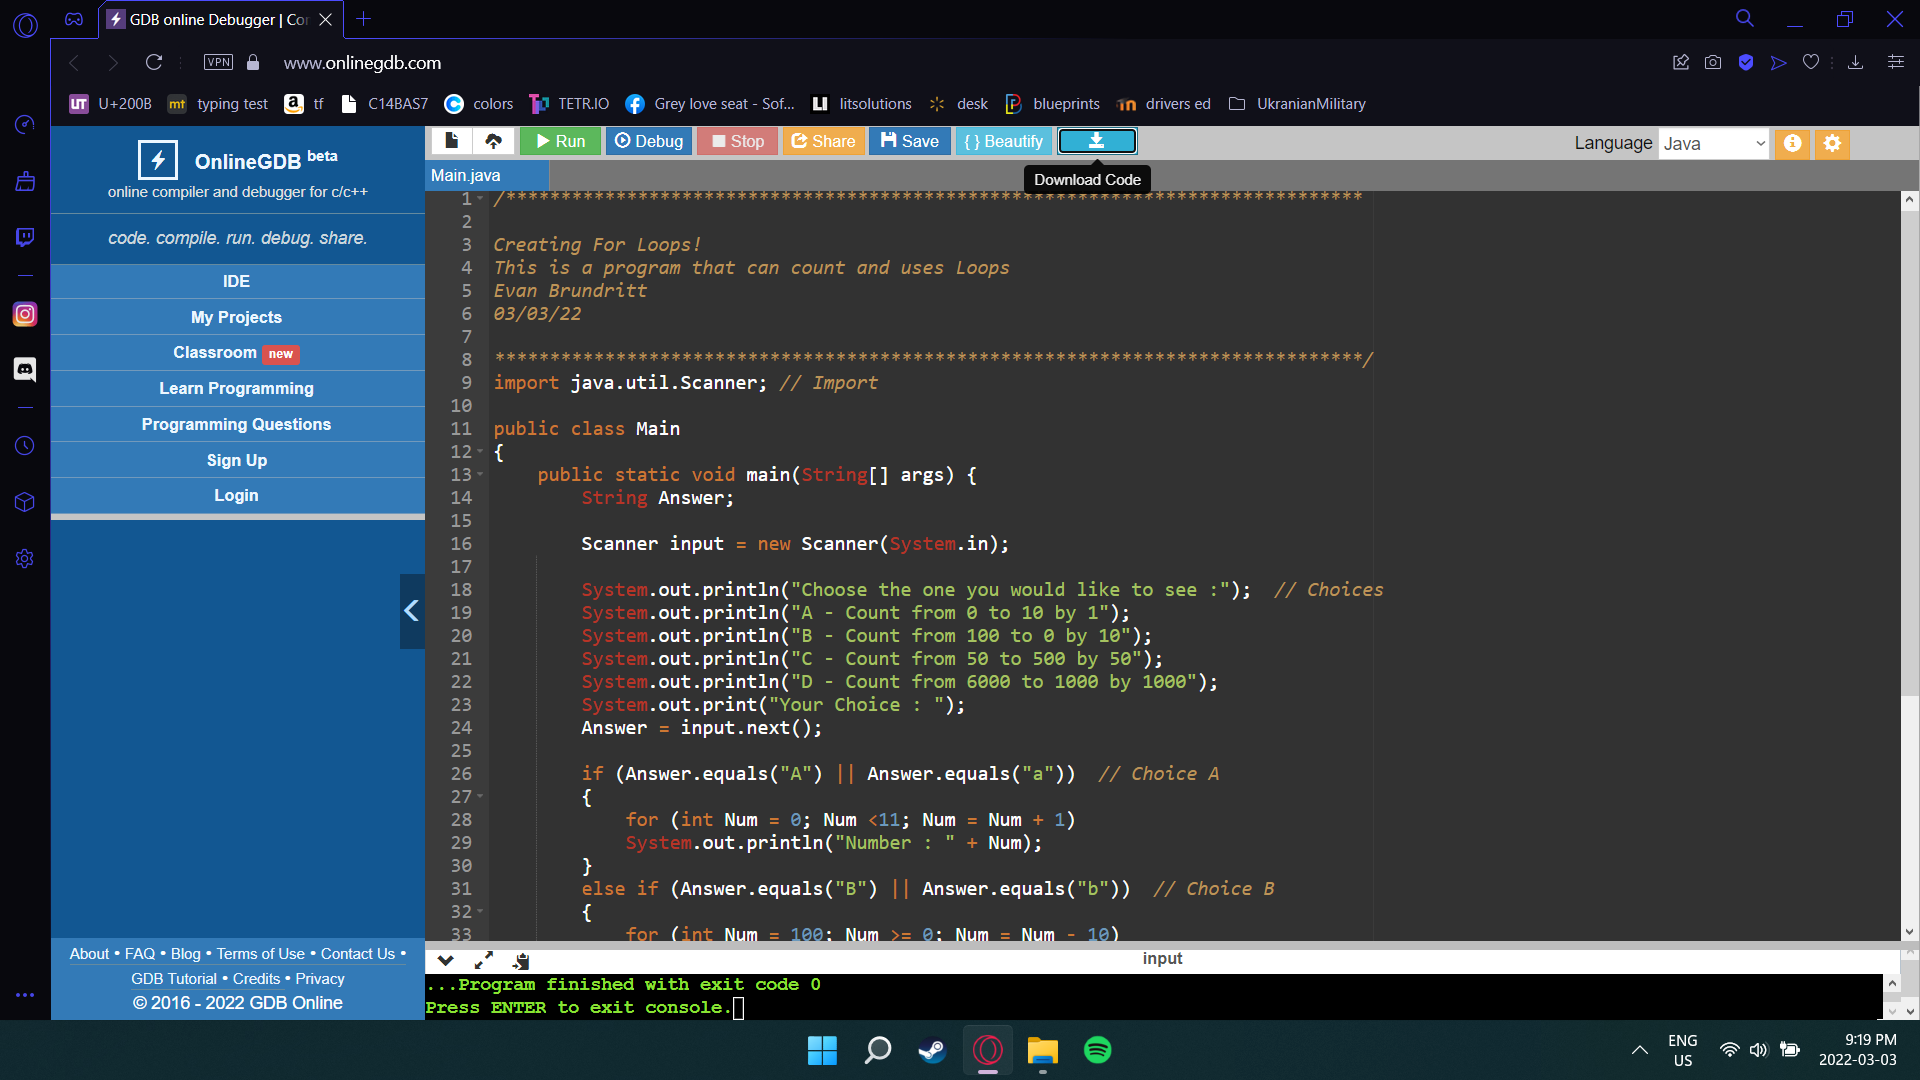 GDB online Debugger | Co
VPN
www.onlinegdb.com
UT U+200B
mt typing test
a tf
C14BAS7
colors
TETR.IO
Grey love seat - Sof...
LI litsolutions
desk
blueprints
drivers ed
UkranianMilitary
OnlineGDB beta
online compiler and debugger for c/c++
code. compile. run. debug. share.
IDE
My Projects
Classroom new
Learn Programming
Programming Questions
Sign Up
Login
About • FAQ • Blog • Terms of Use • Contact Us •
GDB Tutorial • Credits • Privacy
© 2016 - 2022 GDB Online
Run
Debug
Stop
Share
Save
{ } Beautify
Download Code
Language Java
Main.java
1 /******************************************************************************
2
3 Creating For Loops!
4 This is a program that can count and uses Loops
5 Evan Brundritt
6 03/03/22
7
8 *******************************************************************************/
9 import java.util.Scanner; // Import
10
11 public class Main
12 {
13 public static void main(String[] args) {
14 String Answer;
15
16 Scanner input = new Scanner(System.in);
17
18 System.out.println("Choose the one you would like to see :"); // Choices
19 System.out.println("A - Count from 0 to 10 by 1");
20 System.out.println("B - Count from 100 to 0 by 10");
21 System.out.println("C - Count from 50 to 500 by 50");
22 System.out.println("D - Count from 6000 to 1000 by 1000");
23 System.out.print("Your Choice : ");
24 Answer = input.next();
25
26 if (Answer.equals("A") || Answer.equals("a")) // Choice A
27 {
28 for (int Num = 0; Num <11; Num = Num + 1)
29 System.out.println("Number : " + Num);
30 }
31 else if (Answer.equals("B") || Answer.equals("b")) // Choice B
32 {
33 for (int Num = 100; Num >= 0; Num = Num - 10)
input
...Program finished with exit code 0
Press ENTER to exit console.
ENG
US
9:19 PM
2022-03-03